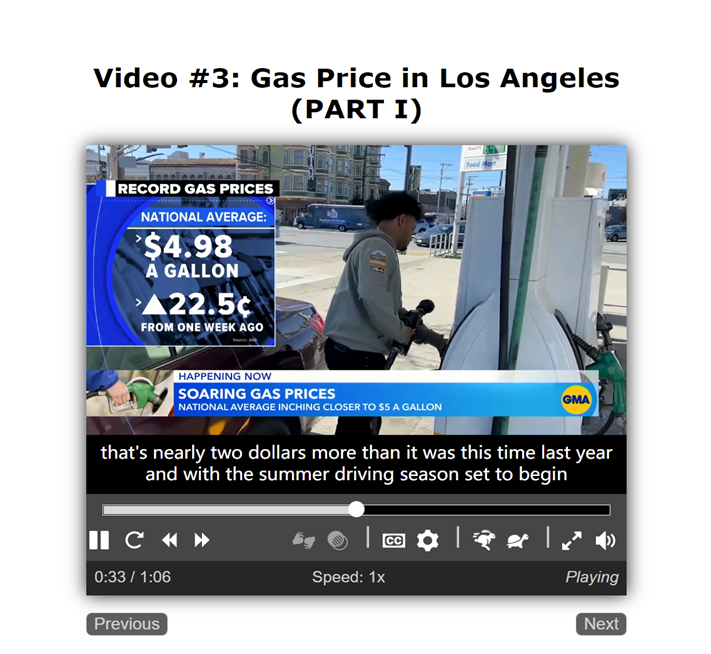 Video #3: Gas Price in Los Angeles
(PART I)
RECORD GAS PRICES
NATIONAL AVERAGE:
$4.98
A GALLON
▲22.5¢
FROM ONE WEEK AGO
Source: AAA
Food Mart
HAPPENING NOW
SOARING GAS PRICES
NATIONAL AVERAGE INCHING CLOSER TO $5 A GALLON
GMA
that's nearly two dollars more than it was this time last year
and with the summer driving season set to begin
CC
0:33 / 1:06
Speed: 1x
Playing
Previous
Next